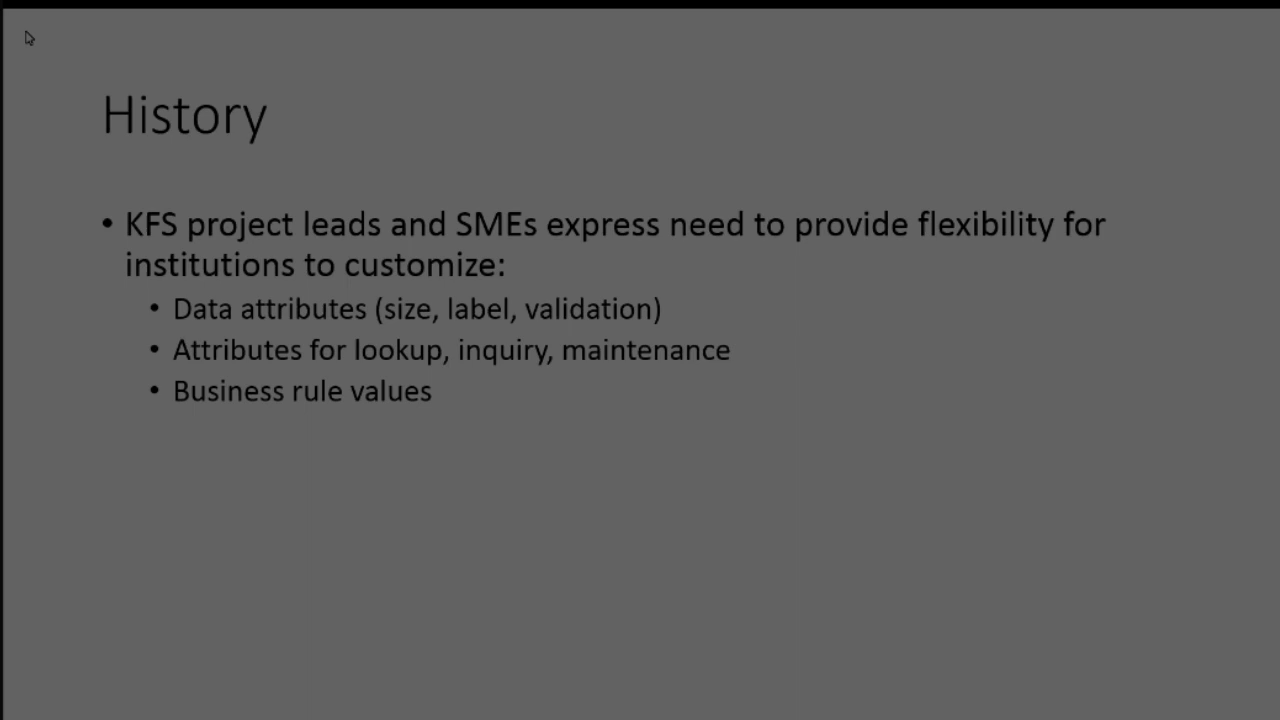 History
• KFS project leads and SMEs express need to provide flexibility for
institutions to customize:
• Data attributes (size, label, validation)
• Attributes for lookup, inquiry, maintenance
• Business rule values